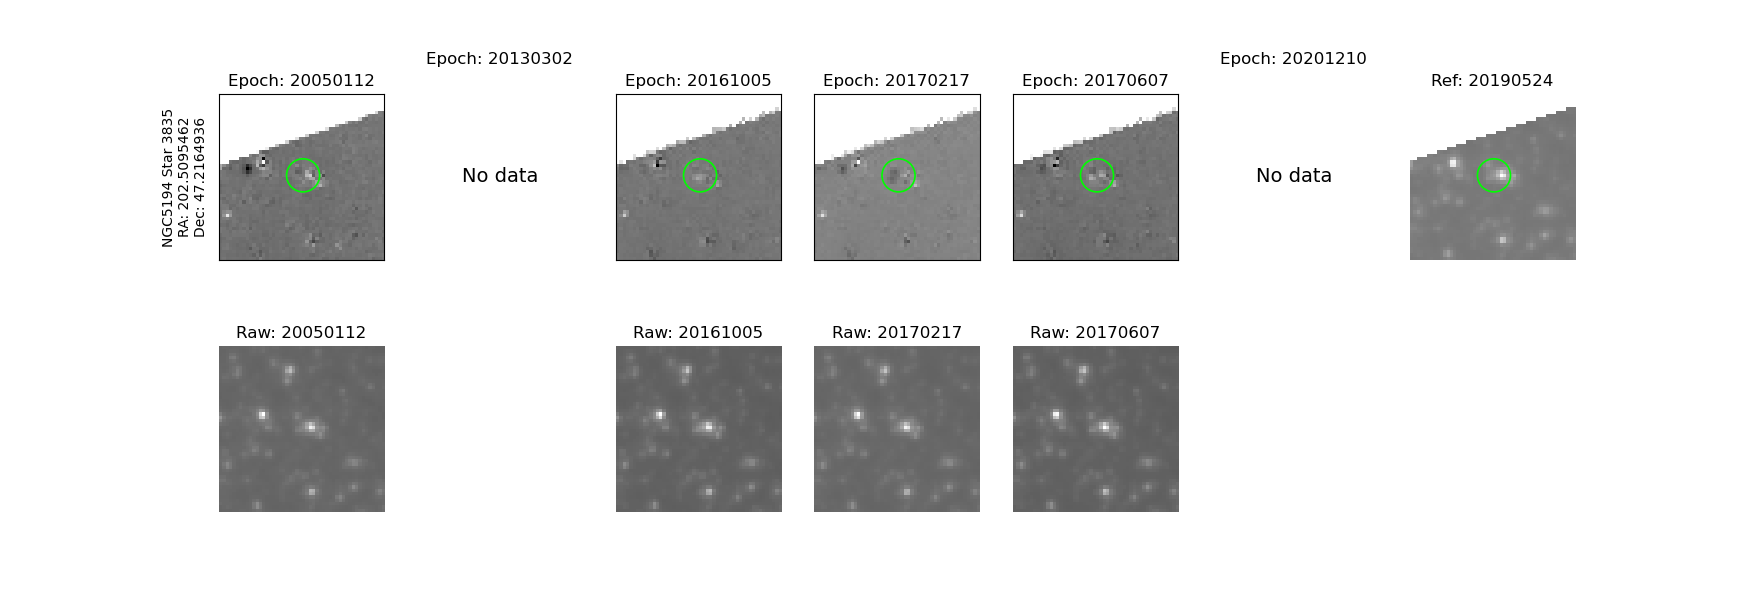 Epoch: 20130302
Epoch: 20201210
Epoch: 20050112
Epoch: 20161005
Epoch: 20170217
Epoch: 20170607
Ref: 20190524
NGC5194 Star 3835
RA: 202.5095462
Dec: 47.2164936
No data
No data
Raw: 20050112
Raw: 20161005
Raw: 20170217
Raw: 20170607